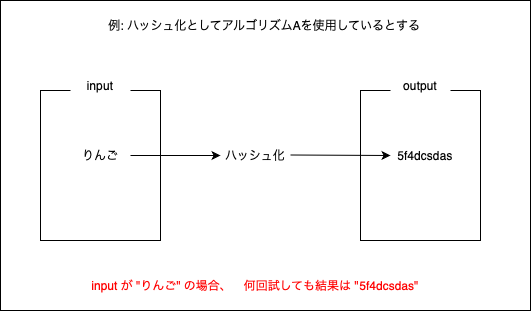 例: ハッシュ化としてアルゴリズムAを使用しているとする
input
output
りんご
ハッシュ化
5f4dcsdas
input が "りんご" の場合、　何回試しても結果は "5f4dcsdas"